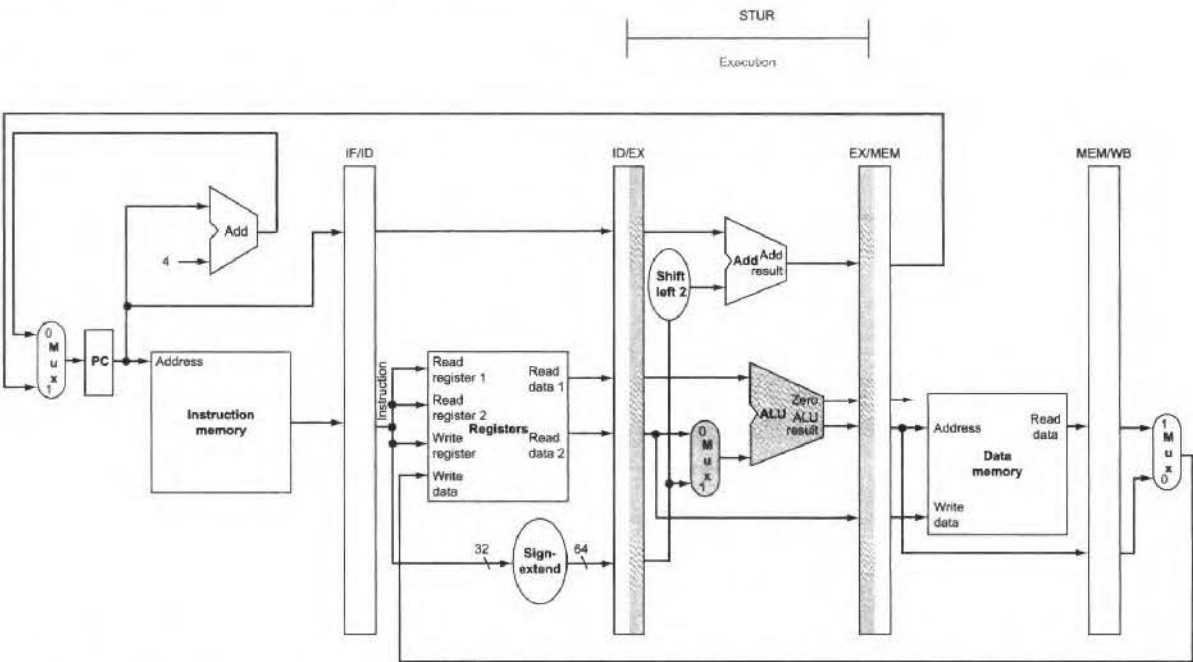 STUR
Execution
IF/ID
ID/EX
EX/MEM
MEM/WB
Add
4
Shift
left 2
Add
Add
result
0
M
u
x
1
PC
Address
Instruction
memory
Instruction
Read
register 1
Read
register 2
Write
register
Write
data
Registers
Read
data 1
Read
data 2
0
M
u
x
1
Zero
ALU
ALU
result
Address
Read
data
Data
memory
Write
data
1
M
u
x
0
32
Sign-
extend
64